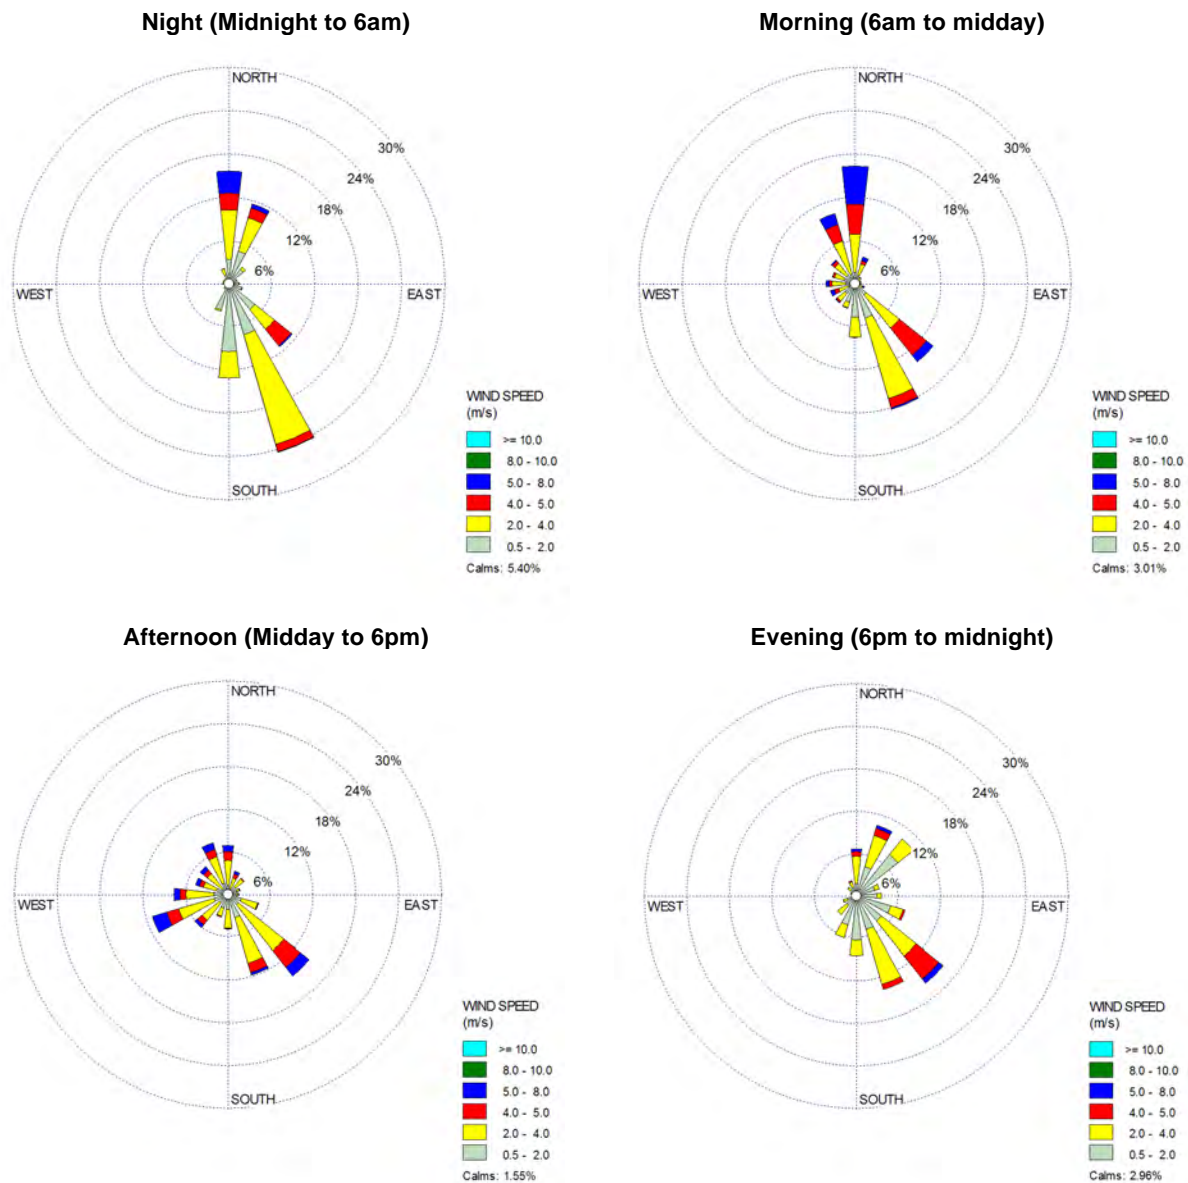 Night (Midnight to 6am)
NORTH
30%
24%
18%
12%
6%
WEST
EAST
SOUTH
WIND SPEED
(m/s)
>= 10.0
8.0 - 10.0
5.0 - 8.0
4.0 - 5.0
2.0 - 4.0
0.5 - 2.0
Calms: 5.40%
Morning (6am to midday)
NORTH
30%
24%
18%
12%
6%
WEST
EAST
SOUTH
WIND SPEED
(m/s)
>= 10.0
8.0 - 10.0
5.0 - 8.0
4.0 - 5.0
2.0 - 4.0
0.5 - 2.0
Calms: 3.01%
Afternoon (Midday to 6pm)
NORTH
30%
24%
18%
12%
6%
WEST
EAST
SOUTH
WIND SPEED
(m/s)
>= 10.0
8.0 - 10.0
5.0 - 8.0
4.0 - 5.0
2.0 - 4.0
0.5 - 2.0
Calms: 1.55%
Evening (6pm to midnight)
NORTH
30%
24%
18%
12%
6%
WEST
EAST
SOUTH
WIND SPEED
(m/s)
>= 10.0
8.0 - 10.0
5.0 - 8.0
4.0 - 5.0
2.0 - 4.0
0.5 - 2.0
Calms: 2.96%